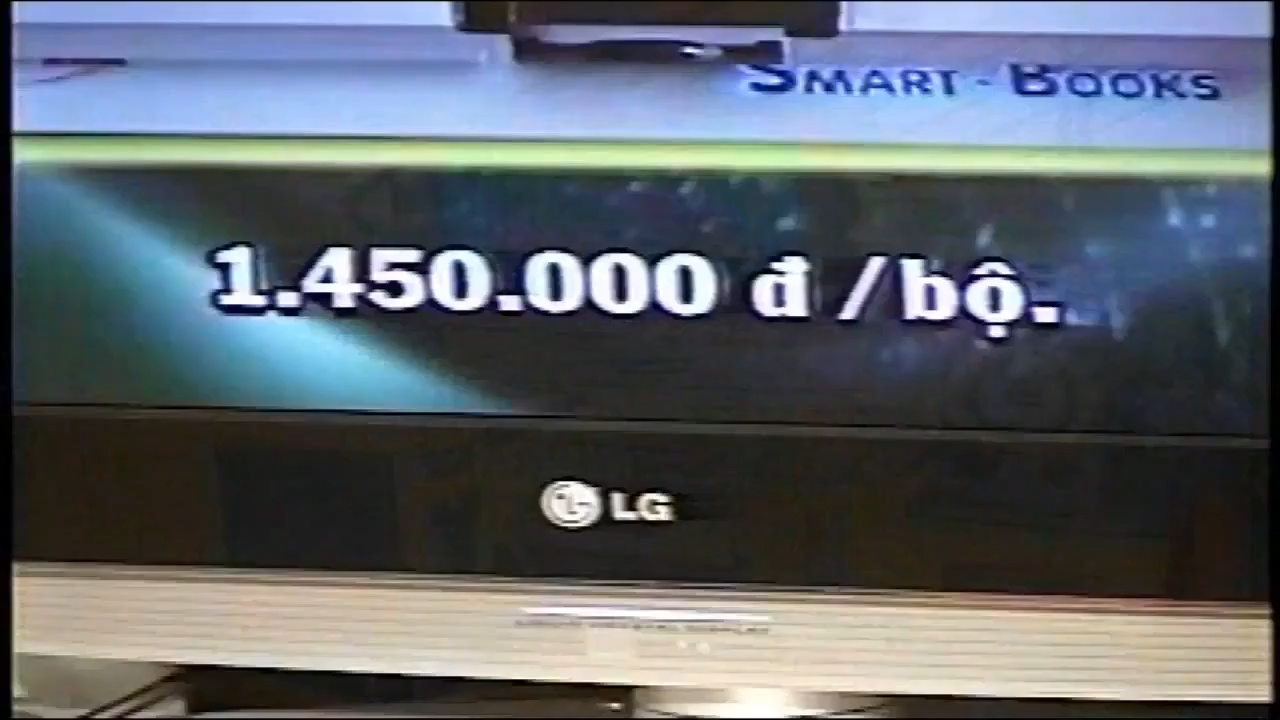 SMART - BOOKS
1.450.000 đ /bộ.
LG